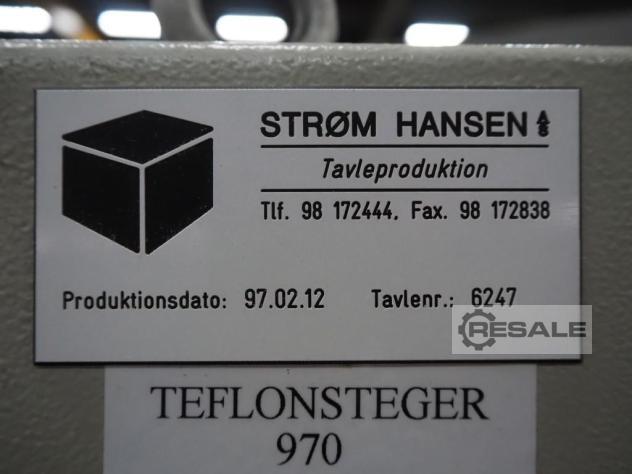 STRØM HANSEN A/S
Tavleproduktion
Tlf. 98 172444. Fax. 98 172838
Produktionsdato: 97.02.12 Tavlenr.: 6247
RESALE
TEFLONSTEGER
970